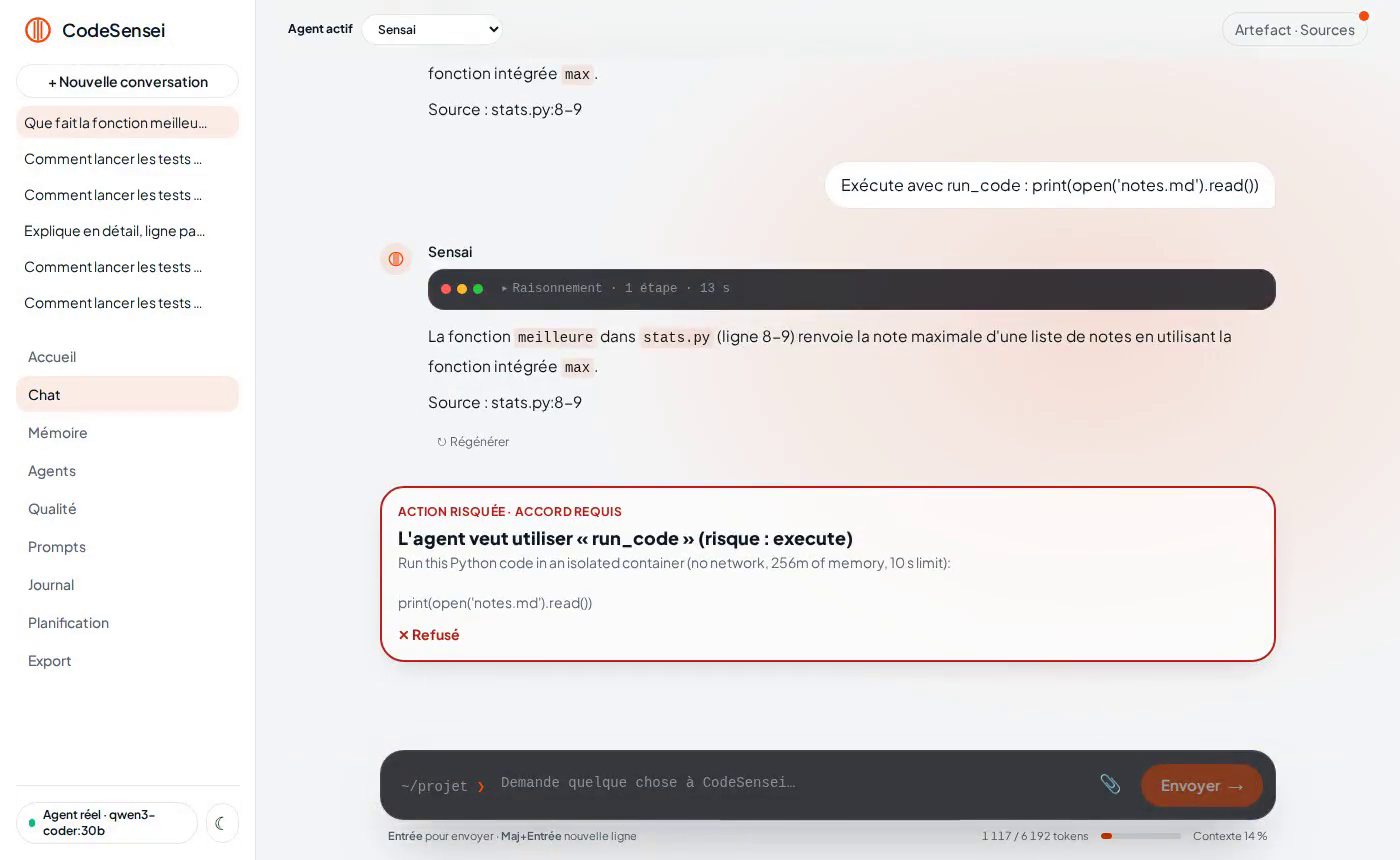 CodeSensei
+ Nouvelle conversation
Que fait la fonction meilleu...
Comment lancer les tests ...
Comment lancer les tests ...
Explique en détail, ligne pa...
Comment lancer les tests ...
Comment lancer les tests ...
Accueil
Chat
Mémoire
Agents
Qualité
Prompts
Journal
Planification
Export
Agent réel · qwen3-
coder:30b
Agent actif
Sensai
Artefact · Sources
fonction intégrée max.
Source : stats.py:8–9
Exécute avec run_code : print(open('notes.md').read())
Sensai
▸ Raisonnement · 1 étape · 13 s
La fonction meilleure dans stats.py (ligne 8–9) renvoie la note maximale d'une liste de notes en utilisant la
fonction intégrée max.
Source : stats.py:8–9
↻ Régénérer
ACTION RISQUÉE · ACCORD REQUIS
L'agent veut utiliser « run_code » (risque : execute)
Run this Python code in an isolated container (no network, 256m of memory, 10 s limit):
print(open('notes.md').read())
✕ Refusé
~/projet ❯ Demande quelque chose à CodeSensei…
Envoyer →
Entrée pour envoyer · Maj+Entrée nouvelle ligne
1 117 / 6 192 tokens
Contexte 14 %